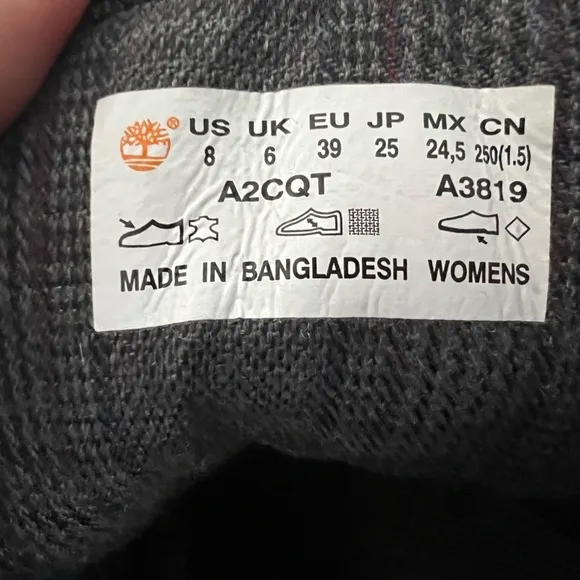 ® US UK EU JP MX CN
8 6 39 25 24,5 250(1.5)
A2CQT A3819
MADE IN BANGLADESH WOMENS